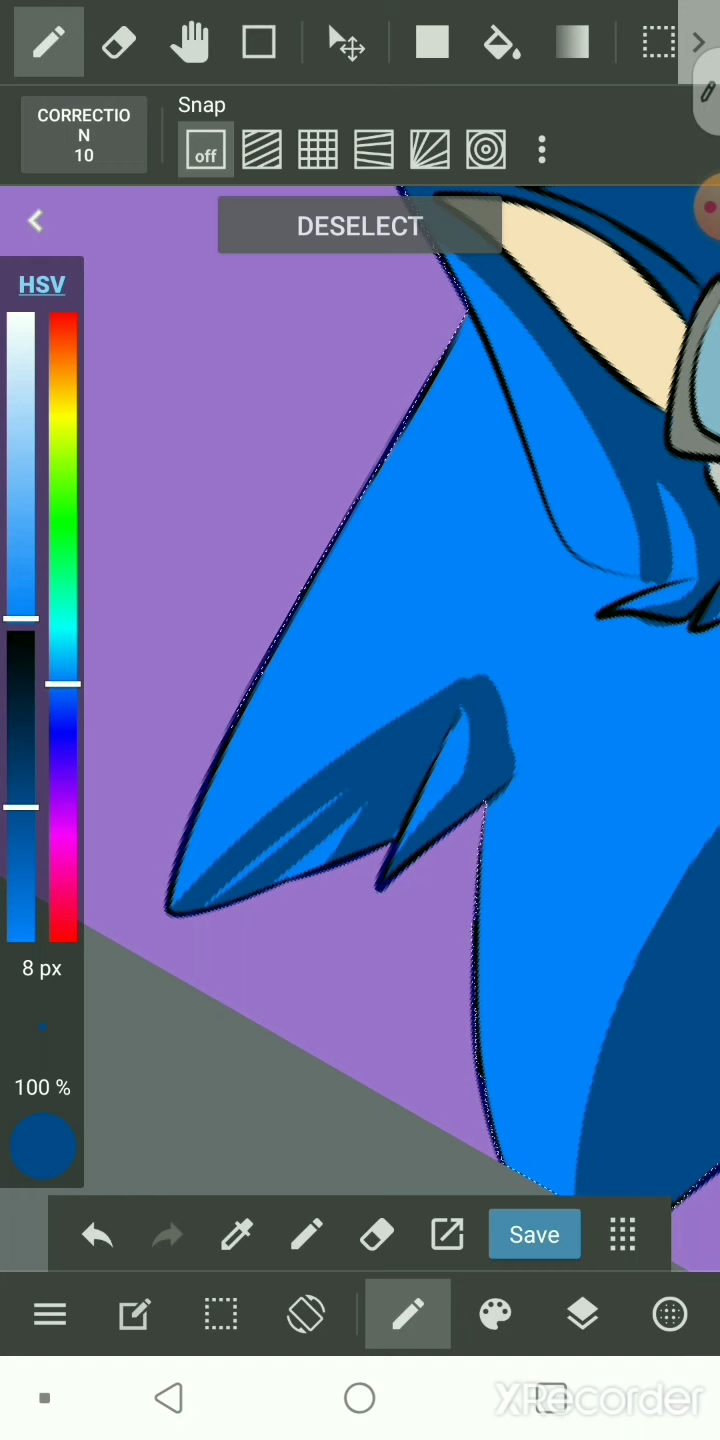 CORRECTIO
N
10
Snap
off
DESELECT
HSV
8 px
100 %
Save
XRecorder